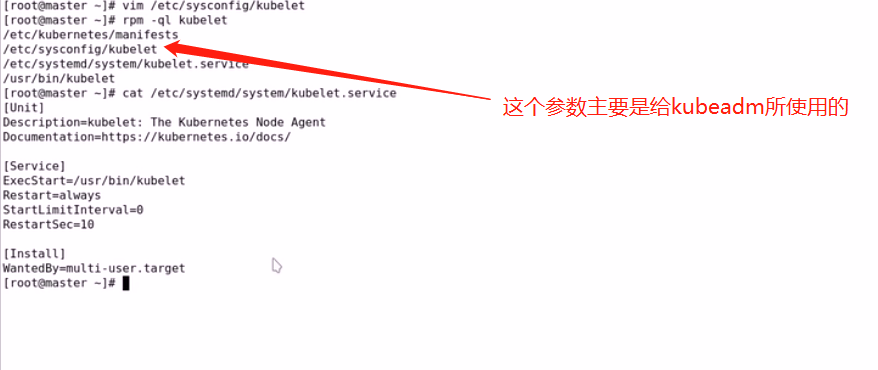 [root@master ~]# vim /etc/sysconfig/kubelet
[root@master ~]# rpm -ql kubelet
/etc/kubernetes/manifests
/etc/sysconfig/kubelet
/etc/systemd/system/kubelet.service
/usr/bin/kubelet
[root@master ~]# cat /etc/systemd/system/kubelet.service
[Unit]
Description=kubelet: The Kubernetes Node Agent
Documentation=https://kubernetes.io/docs/
[Service]
ExecStart=/usr/bin/kubelet
Restart=always
StartLimitInterval=0
RestartSec=10
[Install]
WantedBy=multi-user.target
[root@master ~]#
这个参数主要是给kubeadm所使用的